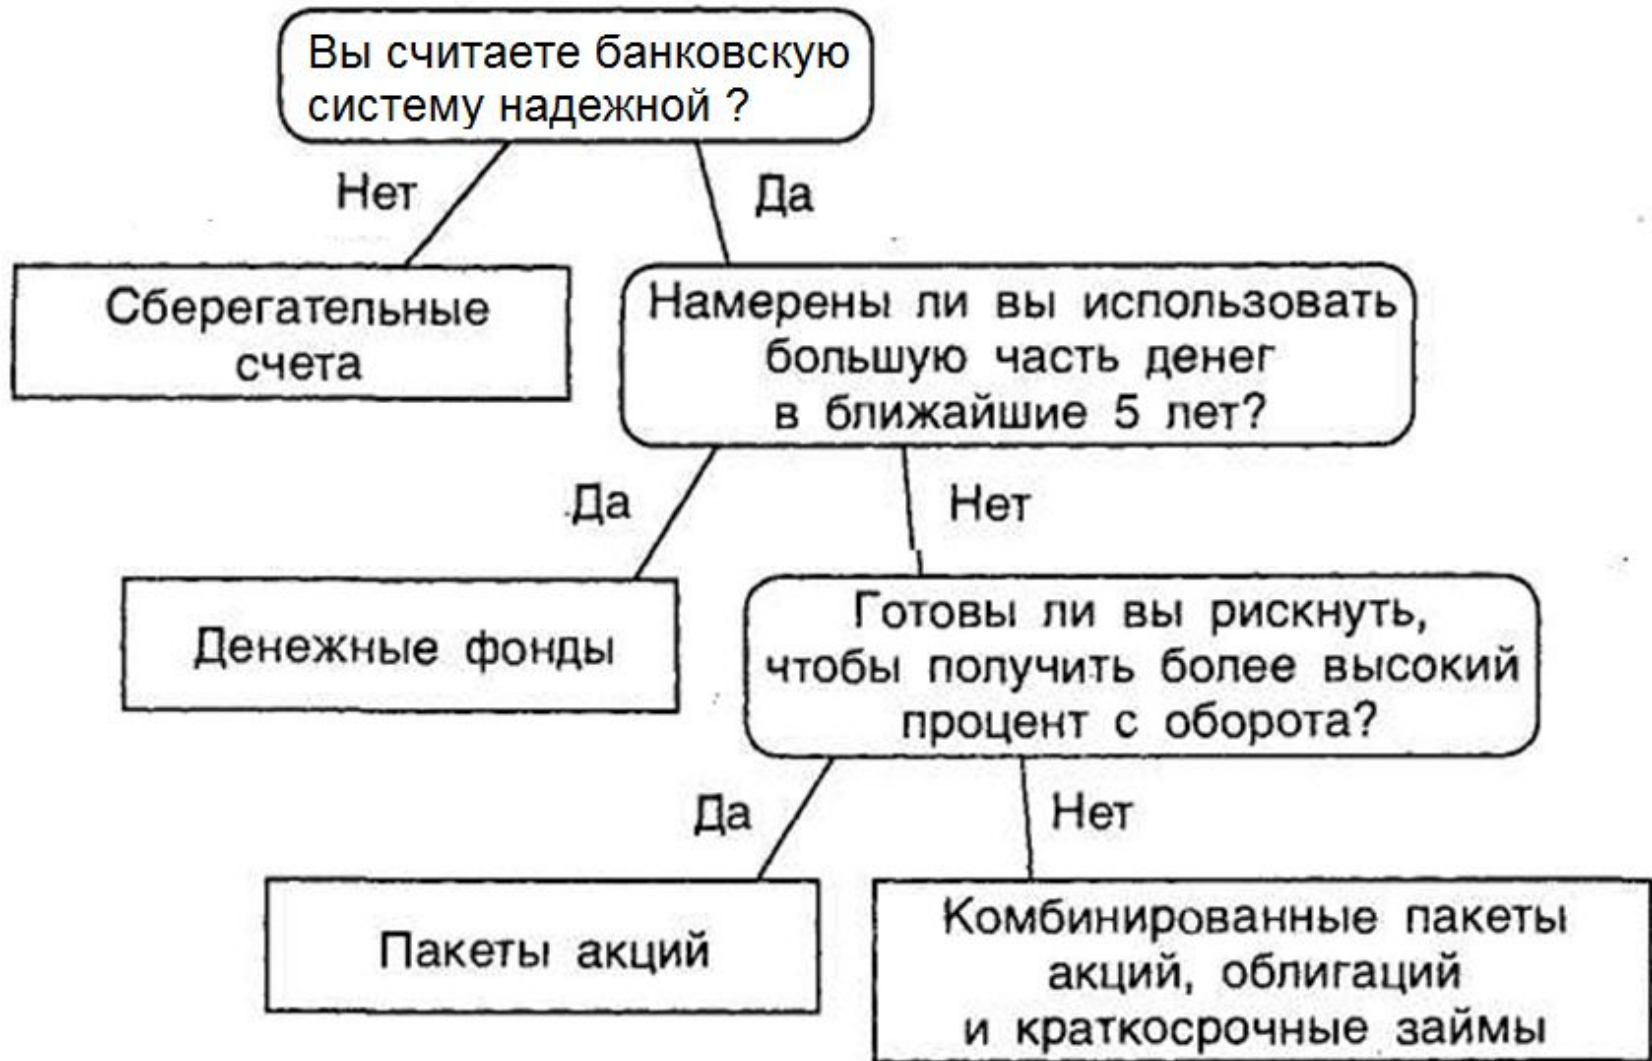 Вы считаете банковскую
систему надежной ?
Нет
Да
Сберегательные
счета
Намерены ли вы использовать
большую часть денег
в ближайшие 5 лет?
Да
Нет
Денежные фонды
Готовы ли вы рискнуть,
чтобы получить более высокий
процент с оборота?
Да
Нет
Пакеты акций
Комбинированные пакеты
акций, облигаций
и краткосрочные займы